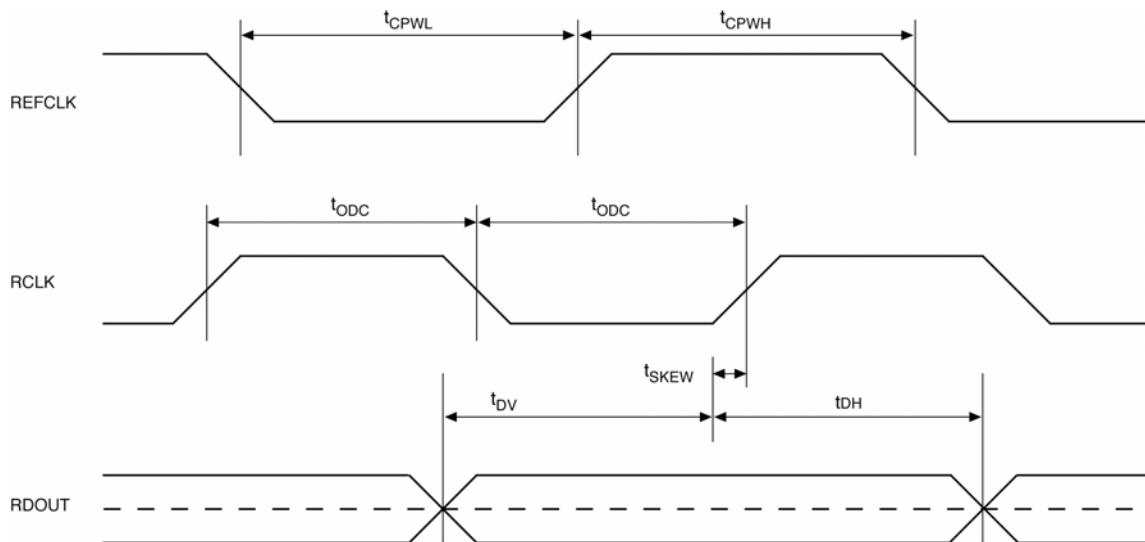 tCPWL tCPWH
REFCLK
tODC tODC
RCLK
tSKEW
tDV tDH
RDOUT